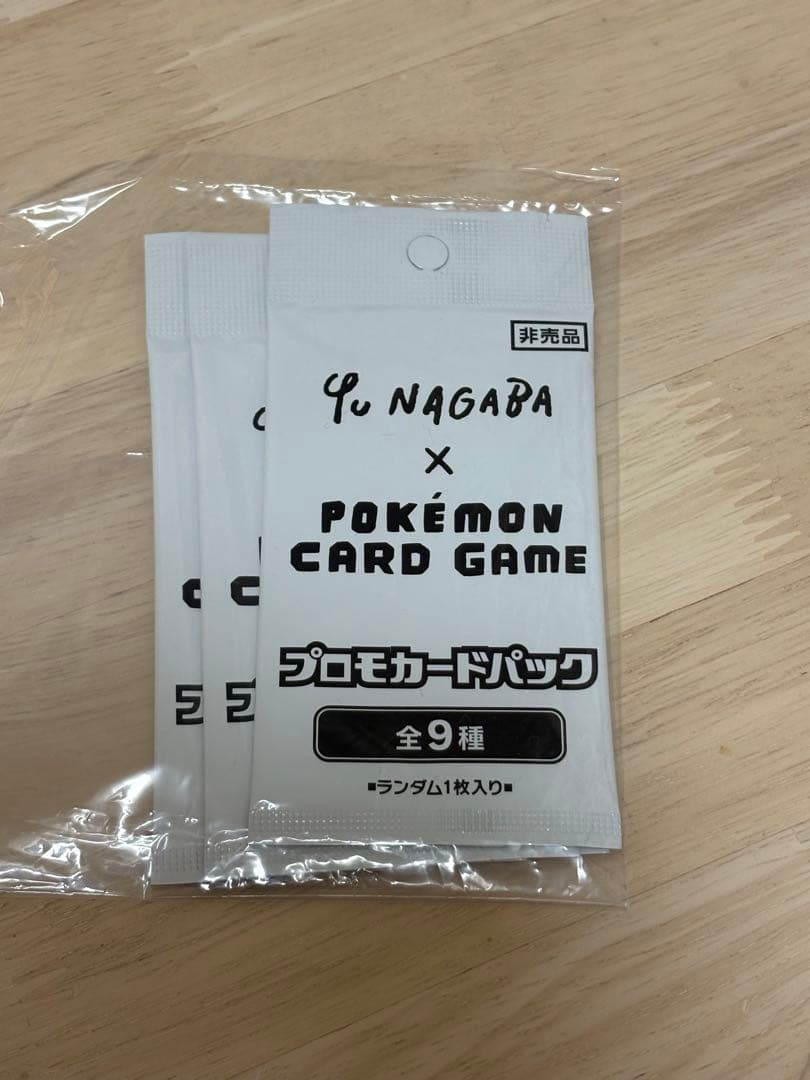 非売品
Yu NAGABA
×
POKÉMON
CARD GAME
プロモカードパック
全9種
■ランダム1枚入り■